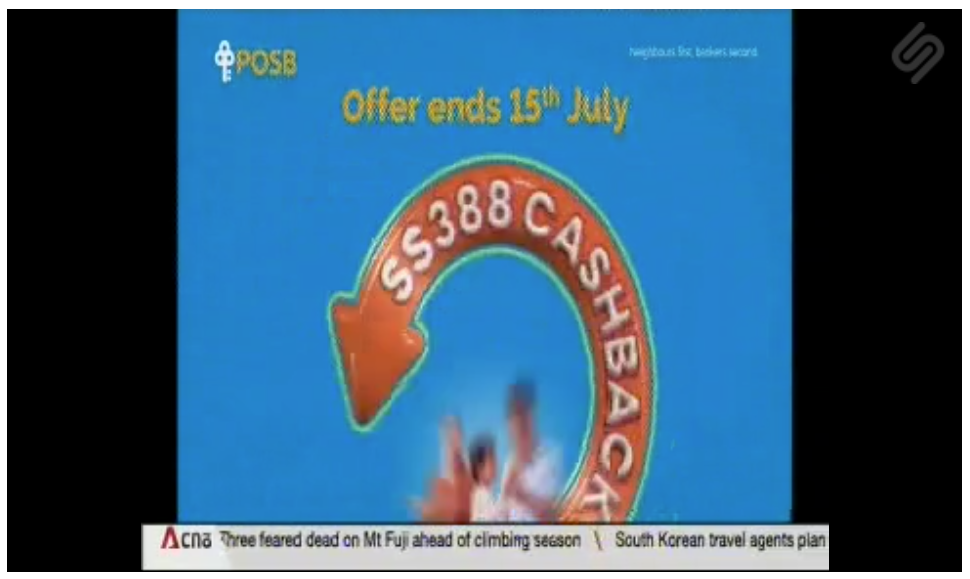 POSB
Neighbours first, bankers second.
Offer ends 15th July
SS388 CASHBACK
cna Three feared dead on Mt Fuji ahead of climbing season \ South Korean travel agents plan